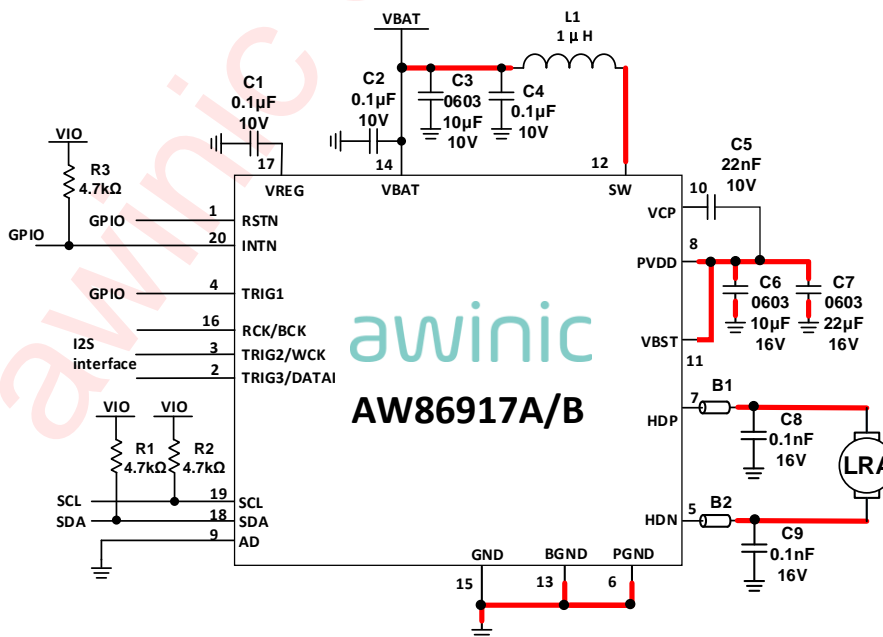 VBAT
L1
1 μ H
C1
0.1μF
10V
C2
0.1μF
10V
C3
0603
10μF
10V
C4
0.1μF
10V
VIO
R3
4.7kΩ
17
14
12
C5
22nF
10V
VREG
VBAT
SW
10
VCP
GPIO
1
RSTN
GPIO
20
INTN
8
PVDD
GPIO
4
TRIG1
C6
0603
10μF
16V
C7
0603
22μF
16V
16
RCK/BCK
I2S
interface
3
TRIG2/WCK
2
TRIG3/DATAI
VBST
11
awinic
AW86917A/B
VIO
VIO
R1
4.7kΩ
R2
4.7kΩ
HDP
7
B1
C8
0.1nF
16V
LRA
SCL
19
SCL
SDA
18
SDA
9
AD
HDN
5
B2
C9
0.1nF
16V
GND
BGND
PGND
15
13
6
awinic